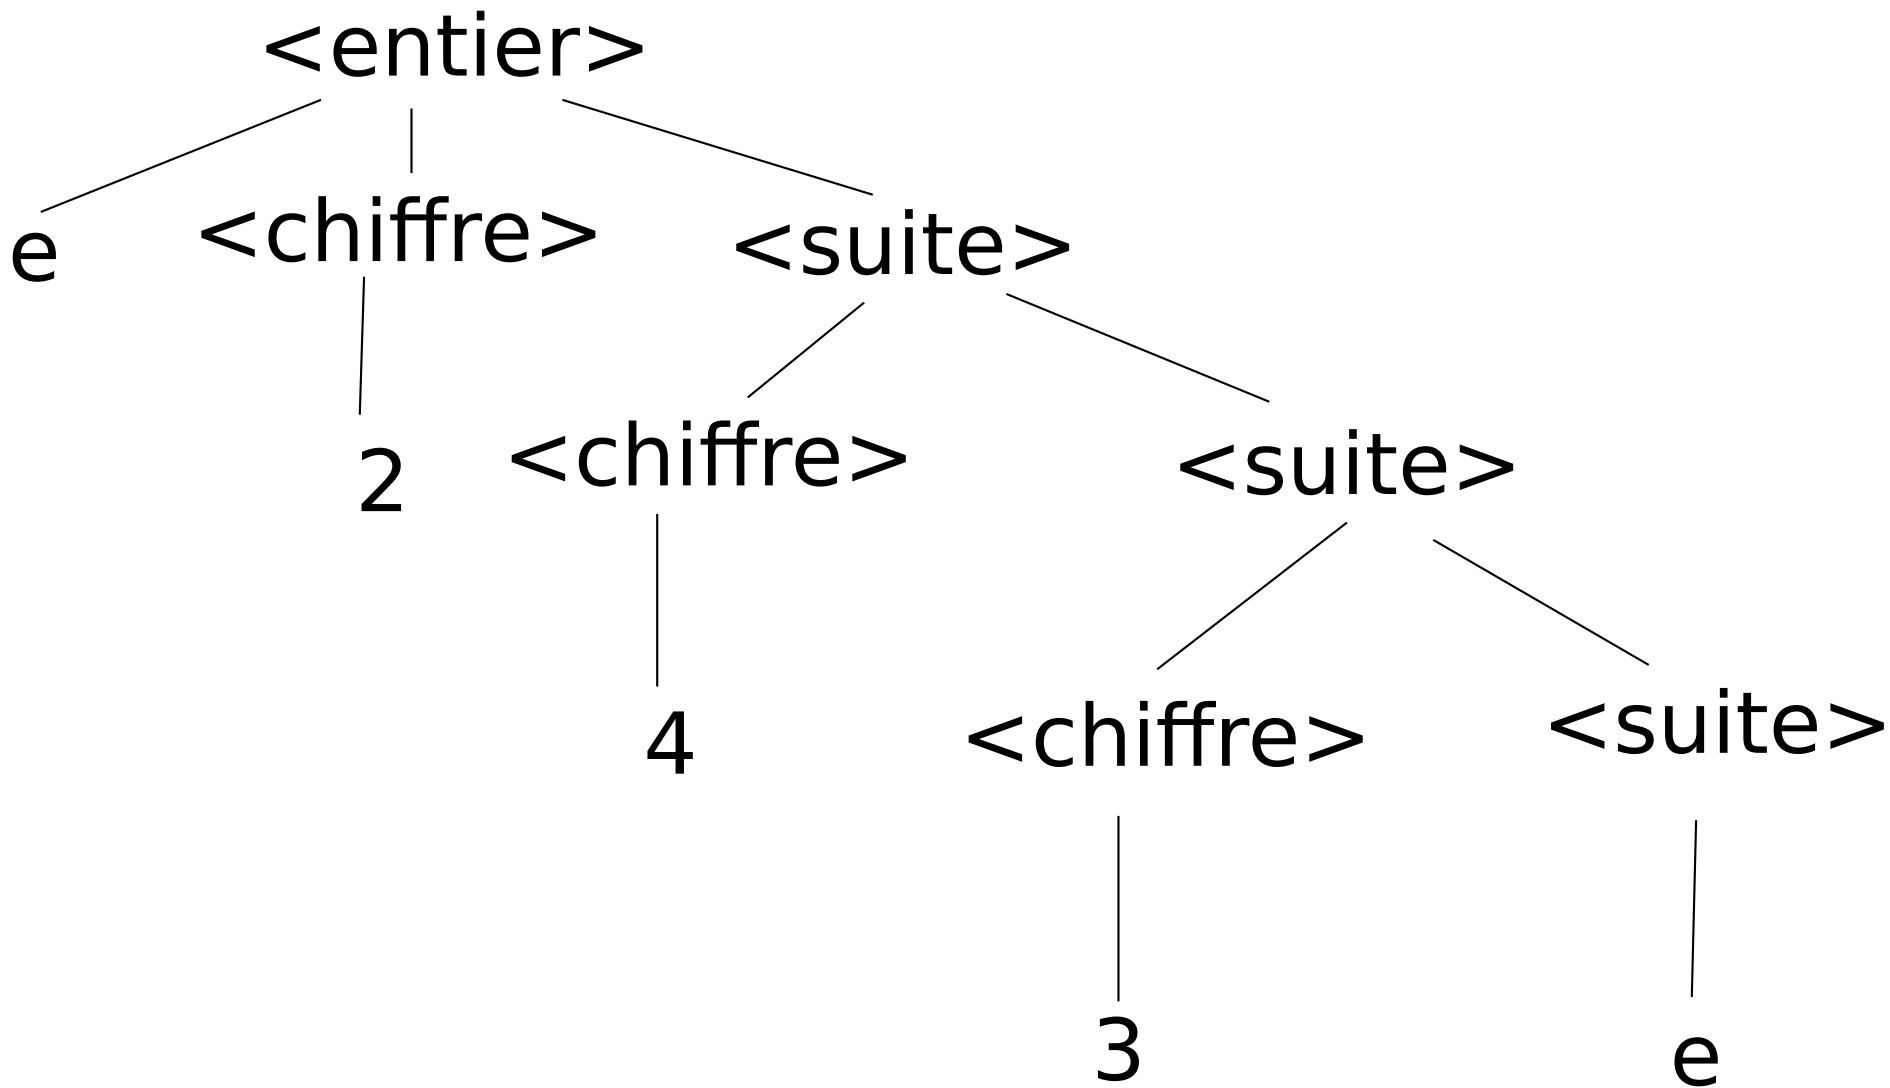 <entier>
e <chiffre> <suite>
2 <chiffre> <suite>
4 <chiffre> <suite>
3 e